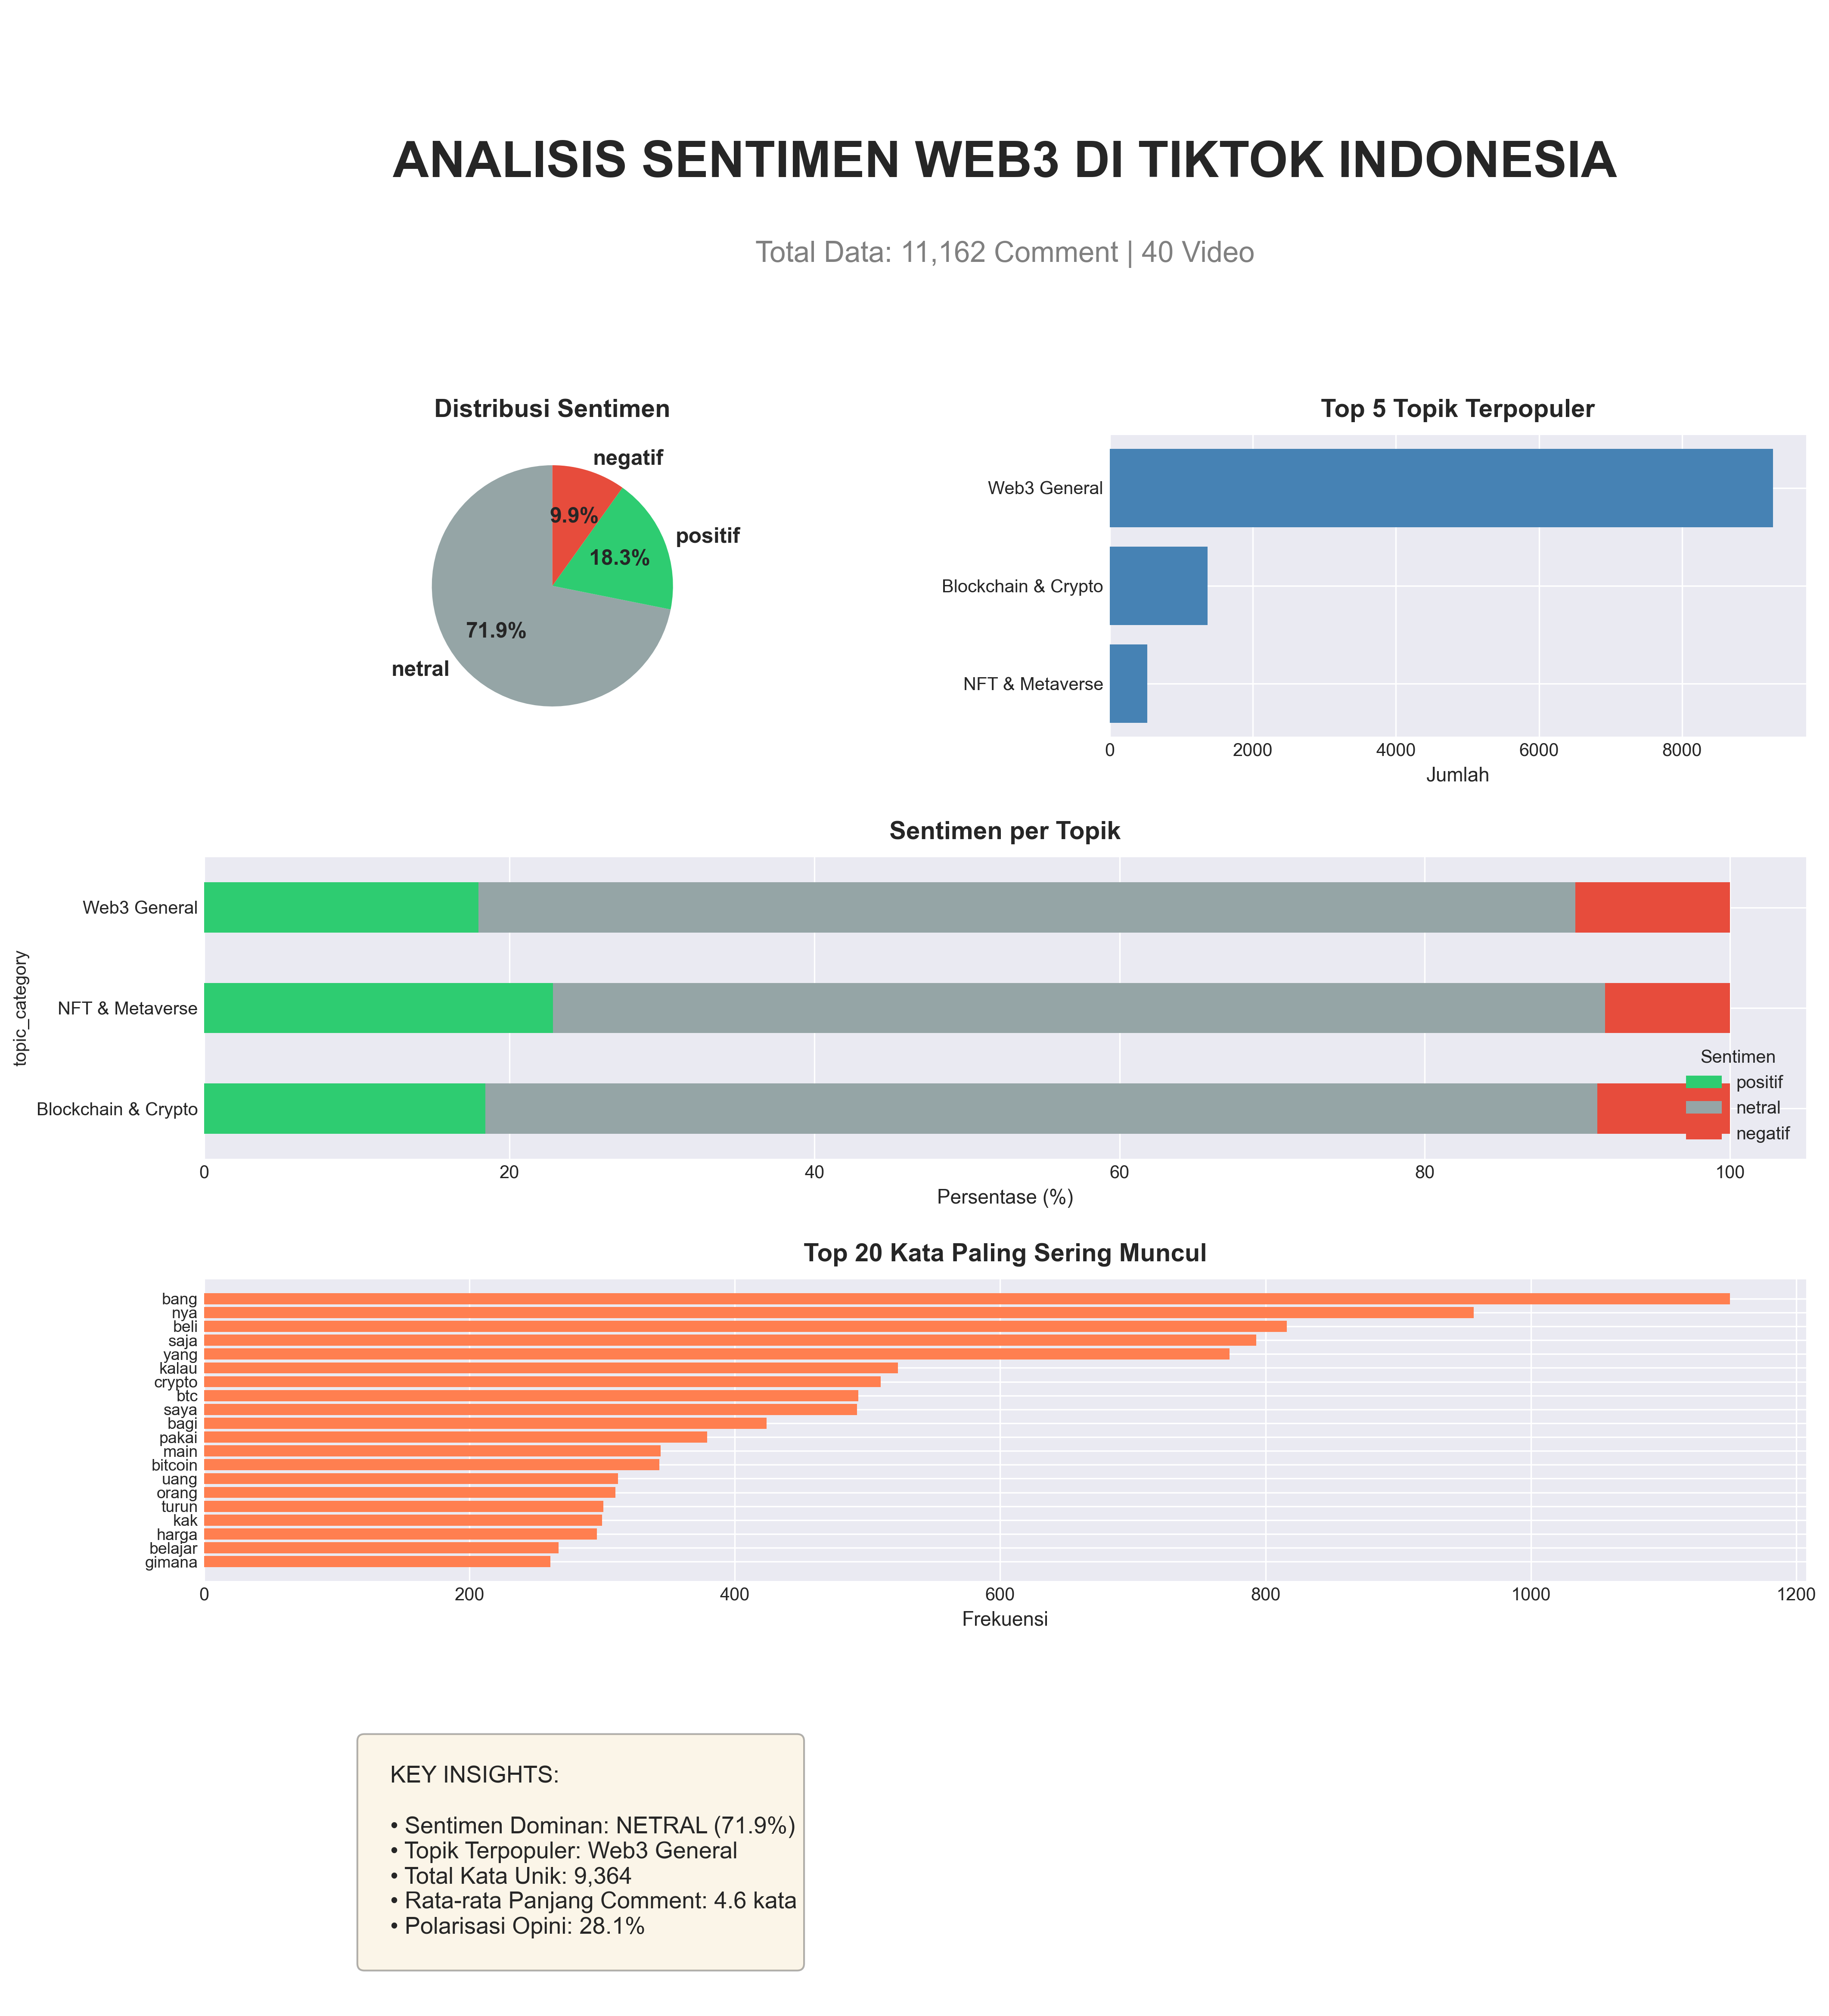 ANALISIS SENTIMEN WEB3 DI TIKTOK INDONESIA
Total Data: 11,162 Comment | 40 Video
Distribusi Sentimen
negatif
9.9%
positif
18.3%
71.9%
netral
Top 5 Topik Terpopuler
Web3 General
Blockchain & Crypto
NFT & Metaverse
0 2000 4000 6000 8000
Jumlah
Sentimen per Topik
topic_category
Web3 General
NFT & Metaverse
Blockchain & Crypto
Sentimen
positif
netral
negatif
0 20 40 60 80 100
Persentase (%)
Top 20 Kata Paling Sering Muncul
bang
nya
beli
saja
yang
kalau
crypto
btc
saya
bagi
pakai
main
bitcoin
uang
orang
turun
kak
harga
belajar
gimana
0 200 400 600 800 1000 1200
Frekuensi
KEY INSIGHTS:
• Sentimen Dominan: NETRAL (71.9%)
• Topik Terpopuler: Web3 General
• Total Kata Unik: 9,364
• Rata-rata Panjang Comment: 4.6 kata
• Polarisasi Opini: 28.1%